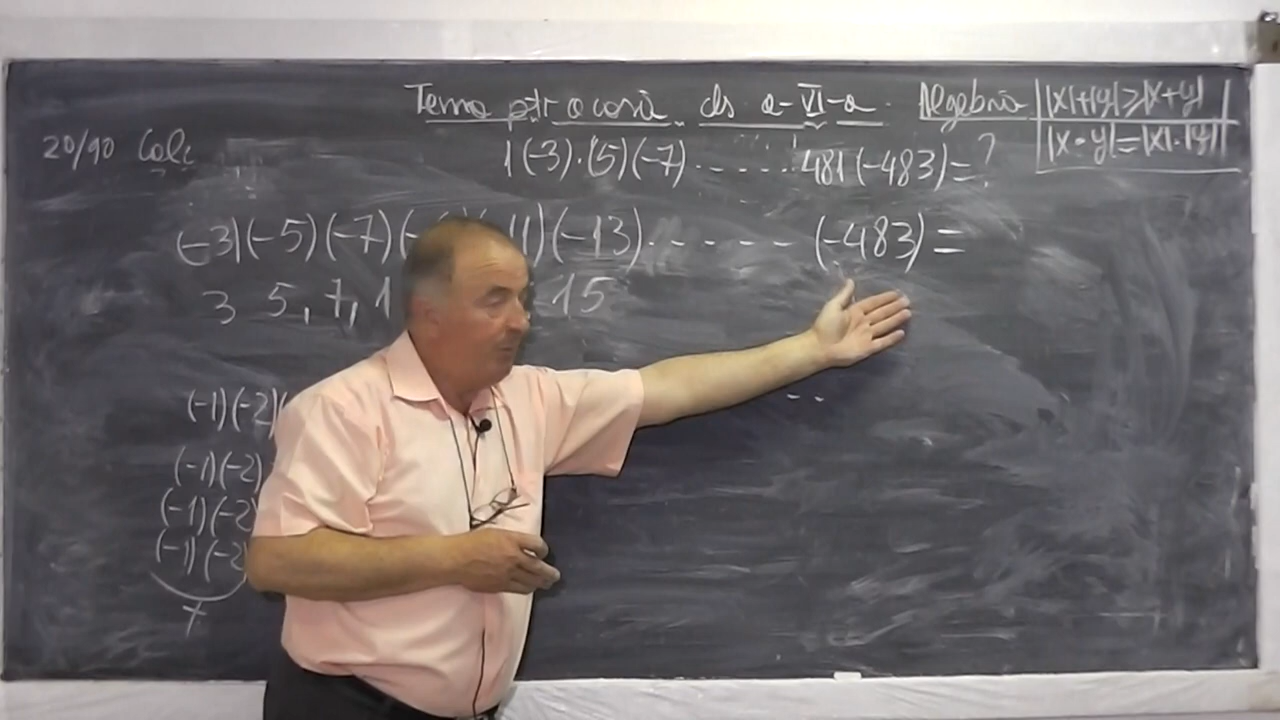 Tema ptr acasă cls a-VI-a Algebră
|x|+|y|≥|x+y|
|x·y|=|x|·|y|
20/90 Calc
1(-3)·(5)(-7)·.......481(-483)=?
(-3)(-5)(-7)(- 11)(-13)....... (-483)=
3 5, 7, 1 15
(-1)(-2)(
(-1)(-2)
(-1)(-2
(-1)(-2
+